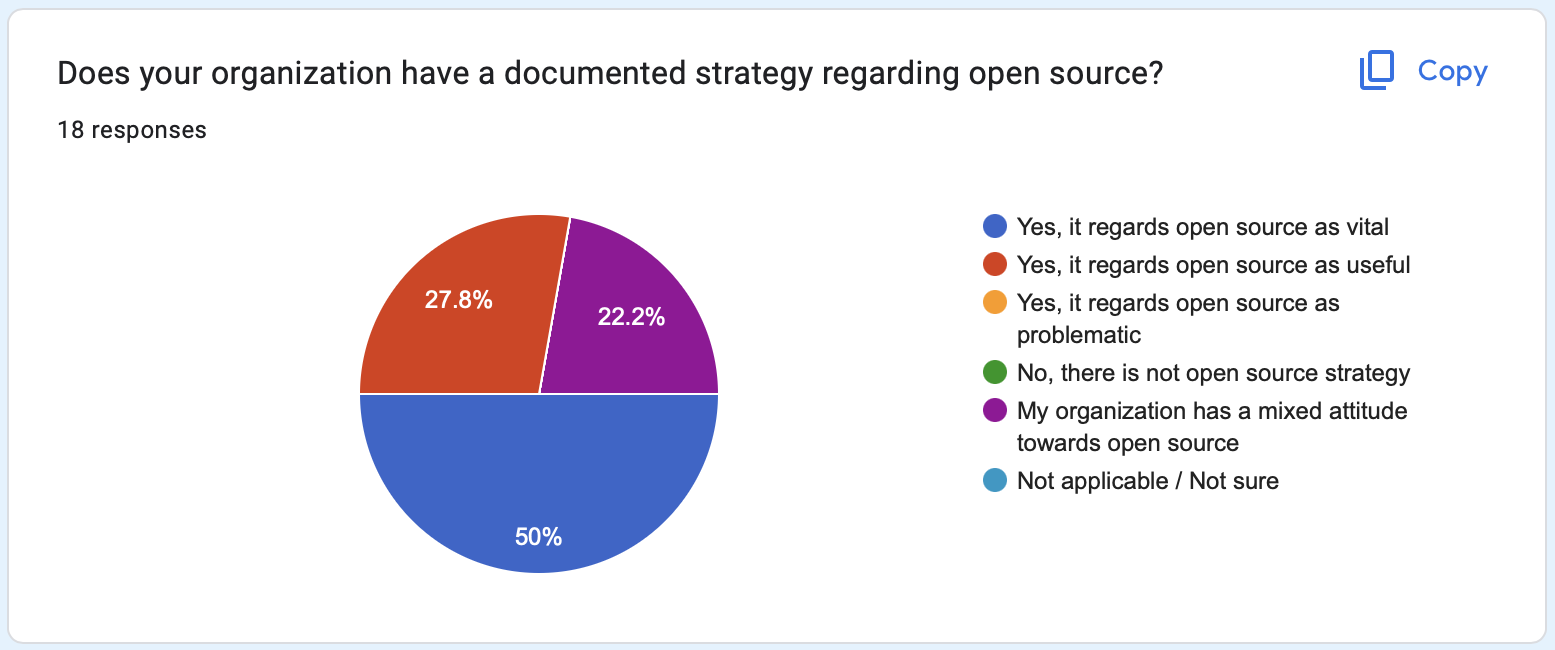 Does your organization have a documented strategy regarding open source?
Copy
18 responses
27.8%
22.2%
50%
Yes, it regards open source as vital
Yes, it regards open source as useful
Yes, it regards open source as
problematic
No, there is not open source strategy
My organization has a mixed attitude
towards open source
Not applicable / Not sure